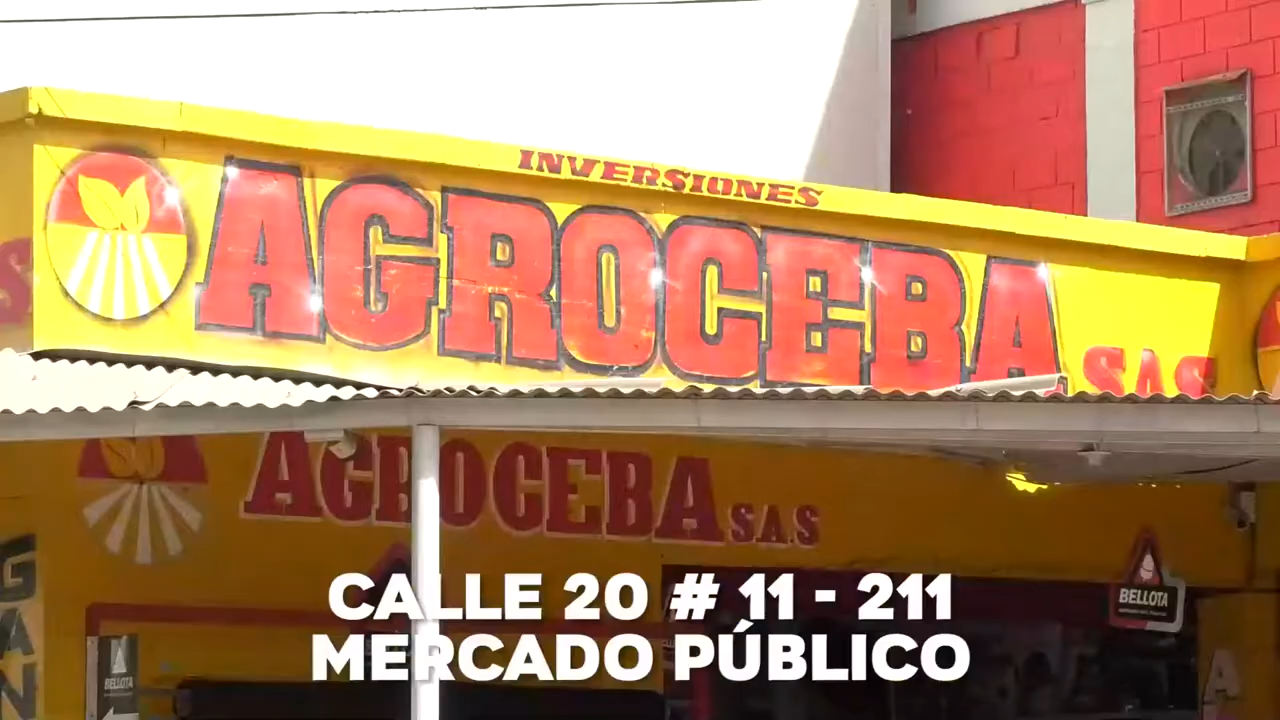 INVERSIONES
AGROCEBA S.A.S
AGROCEBA S.A.S
BELLOTA
BELLOTA
CALLE 20 # 11 - 211
MERCADO PÚBLICO